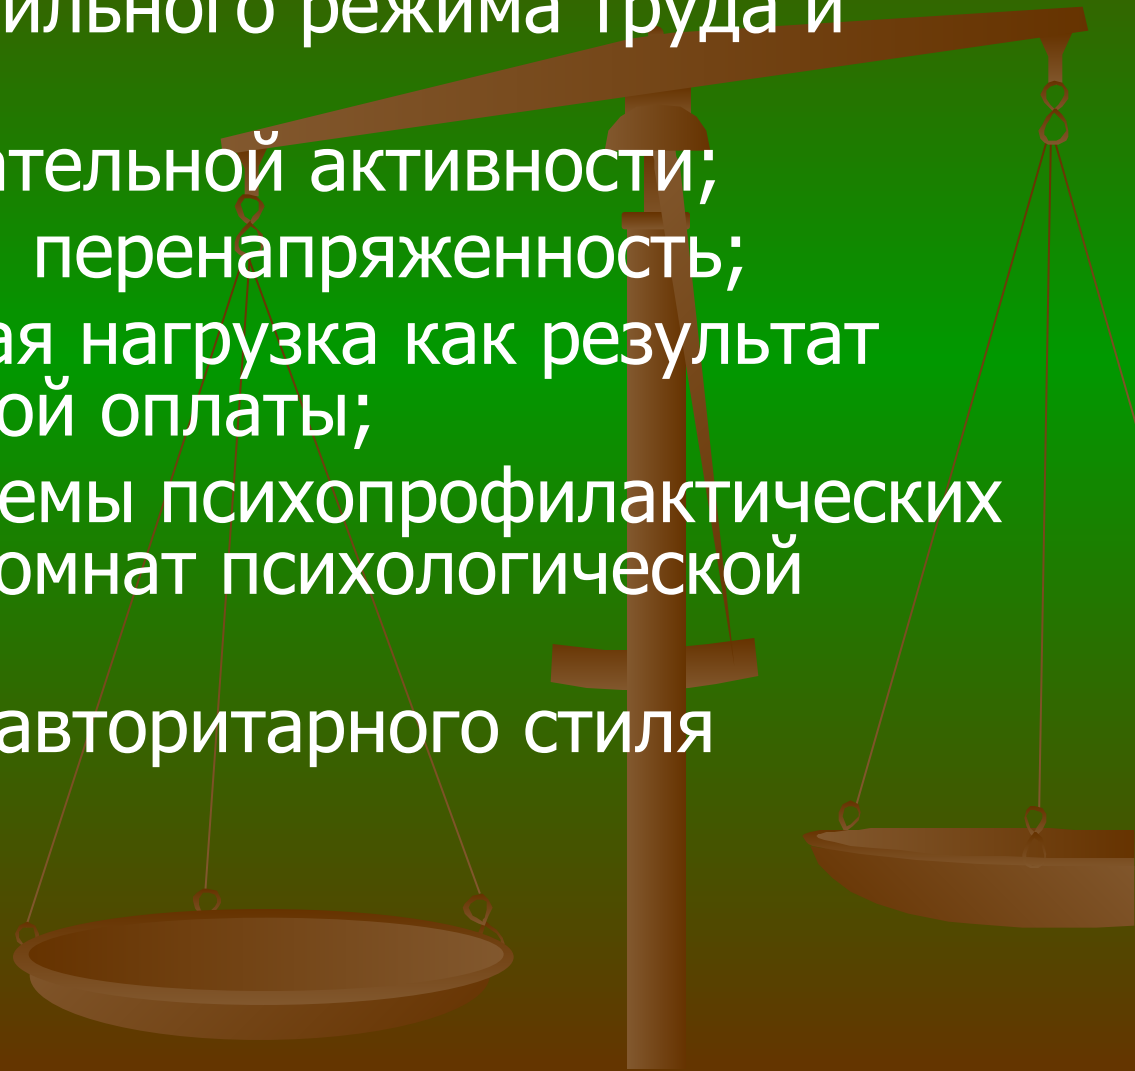 ильного режима труда и
ательной активности;
перенапряженность;
ая нагрузка как результат
ой оплаты;
емы психопрофилактических
омнат психологической
авторитарного стиля